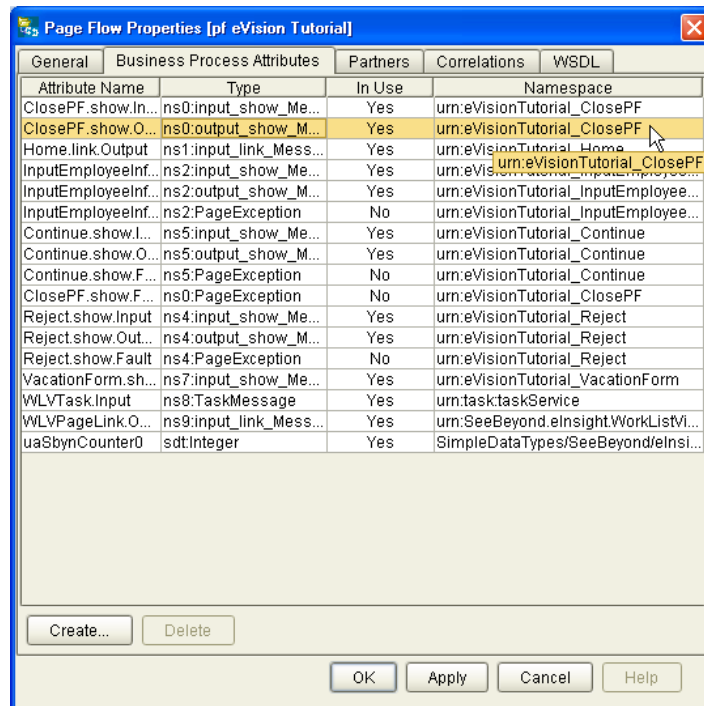 Page Flow Properties [pf eVision Tutorial]
General Business Process Attributes Partners Correlations WSDL
Attribute Name Type In Use Namespace
ClosePF.show.In... ns0:input_show_Me... Yes urn:eVisionTutorial_ClosePF
ClosePF.show.O... ns0:output_show_M... Yes urn:eVisionTutorial_ClosePF
Home.link.Output ns1:input_link_Mess... Yes urn:eVisionTutorial_Home
urn:eVisionTutorial_ClosePF
InputEmployeeInf... ns2:input_show_Me... Yes urn:eVisionTutorial_InputEmployee...
InputEmployeeInf... ns2:output_show_M... Yes urn:eVisionTutorial_InputEmployee...
InputEmployeeInf... ns2:PageException No urn:eVisionTutorial_InputEmployee...
Continue.show.I... ns5:input_show_Me... Yes urn:eVisionTutorial_Continue
Continue.show.O... ns5:output_show_M... Yes urn:eVisionTutorial_Continue
Continue.show.F... ns5:PageException No urn:eVisionTutorial_Continue
ClosePF.show.F... ns0:PageException No urn:eVisionTutorial_ClosePF
Reject.show.Input ns4:input_show_Me... Yes urn:eVisionTutorial_Reject
Reject.show.Out... ns4:output_show_M... Yes urn:eVisionTutorial_Reject
Reject.show.Fault ns4:PageException No urn:eVisionTutorial_Reject
VacationForm.sh... ns7:input_show_Me... Yes urn:eVisionTutorial_VacationForm
WLVTask.Input ns8:TaskMessage Yes urn:task:taskService
WLVPageLink.O... ns9:input_link_Mess... Yes urn:SeeBeyond.eInsight.WorkListVi...
uaSbynCounter0 sdt:Integer Yes SimpleDataTypes/SeeBeyond/eInsi...
Create... Delete
OK Apply Cancel Help